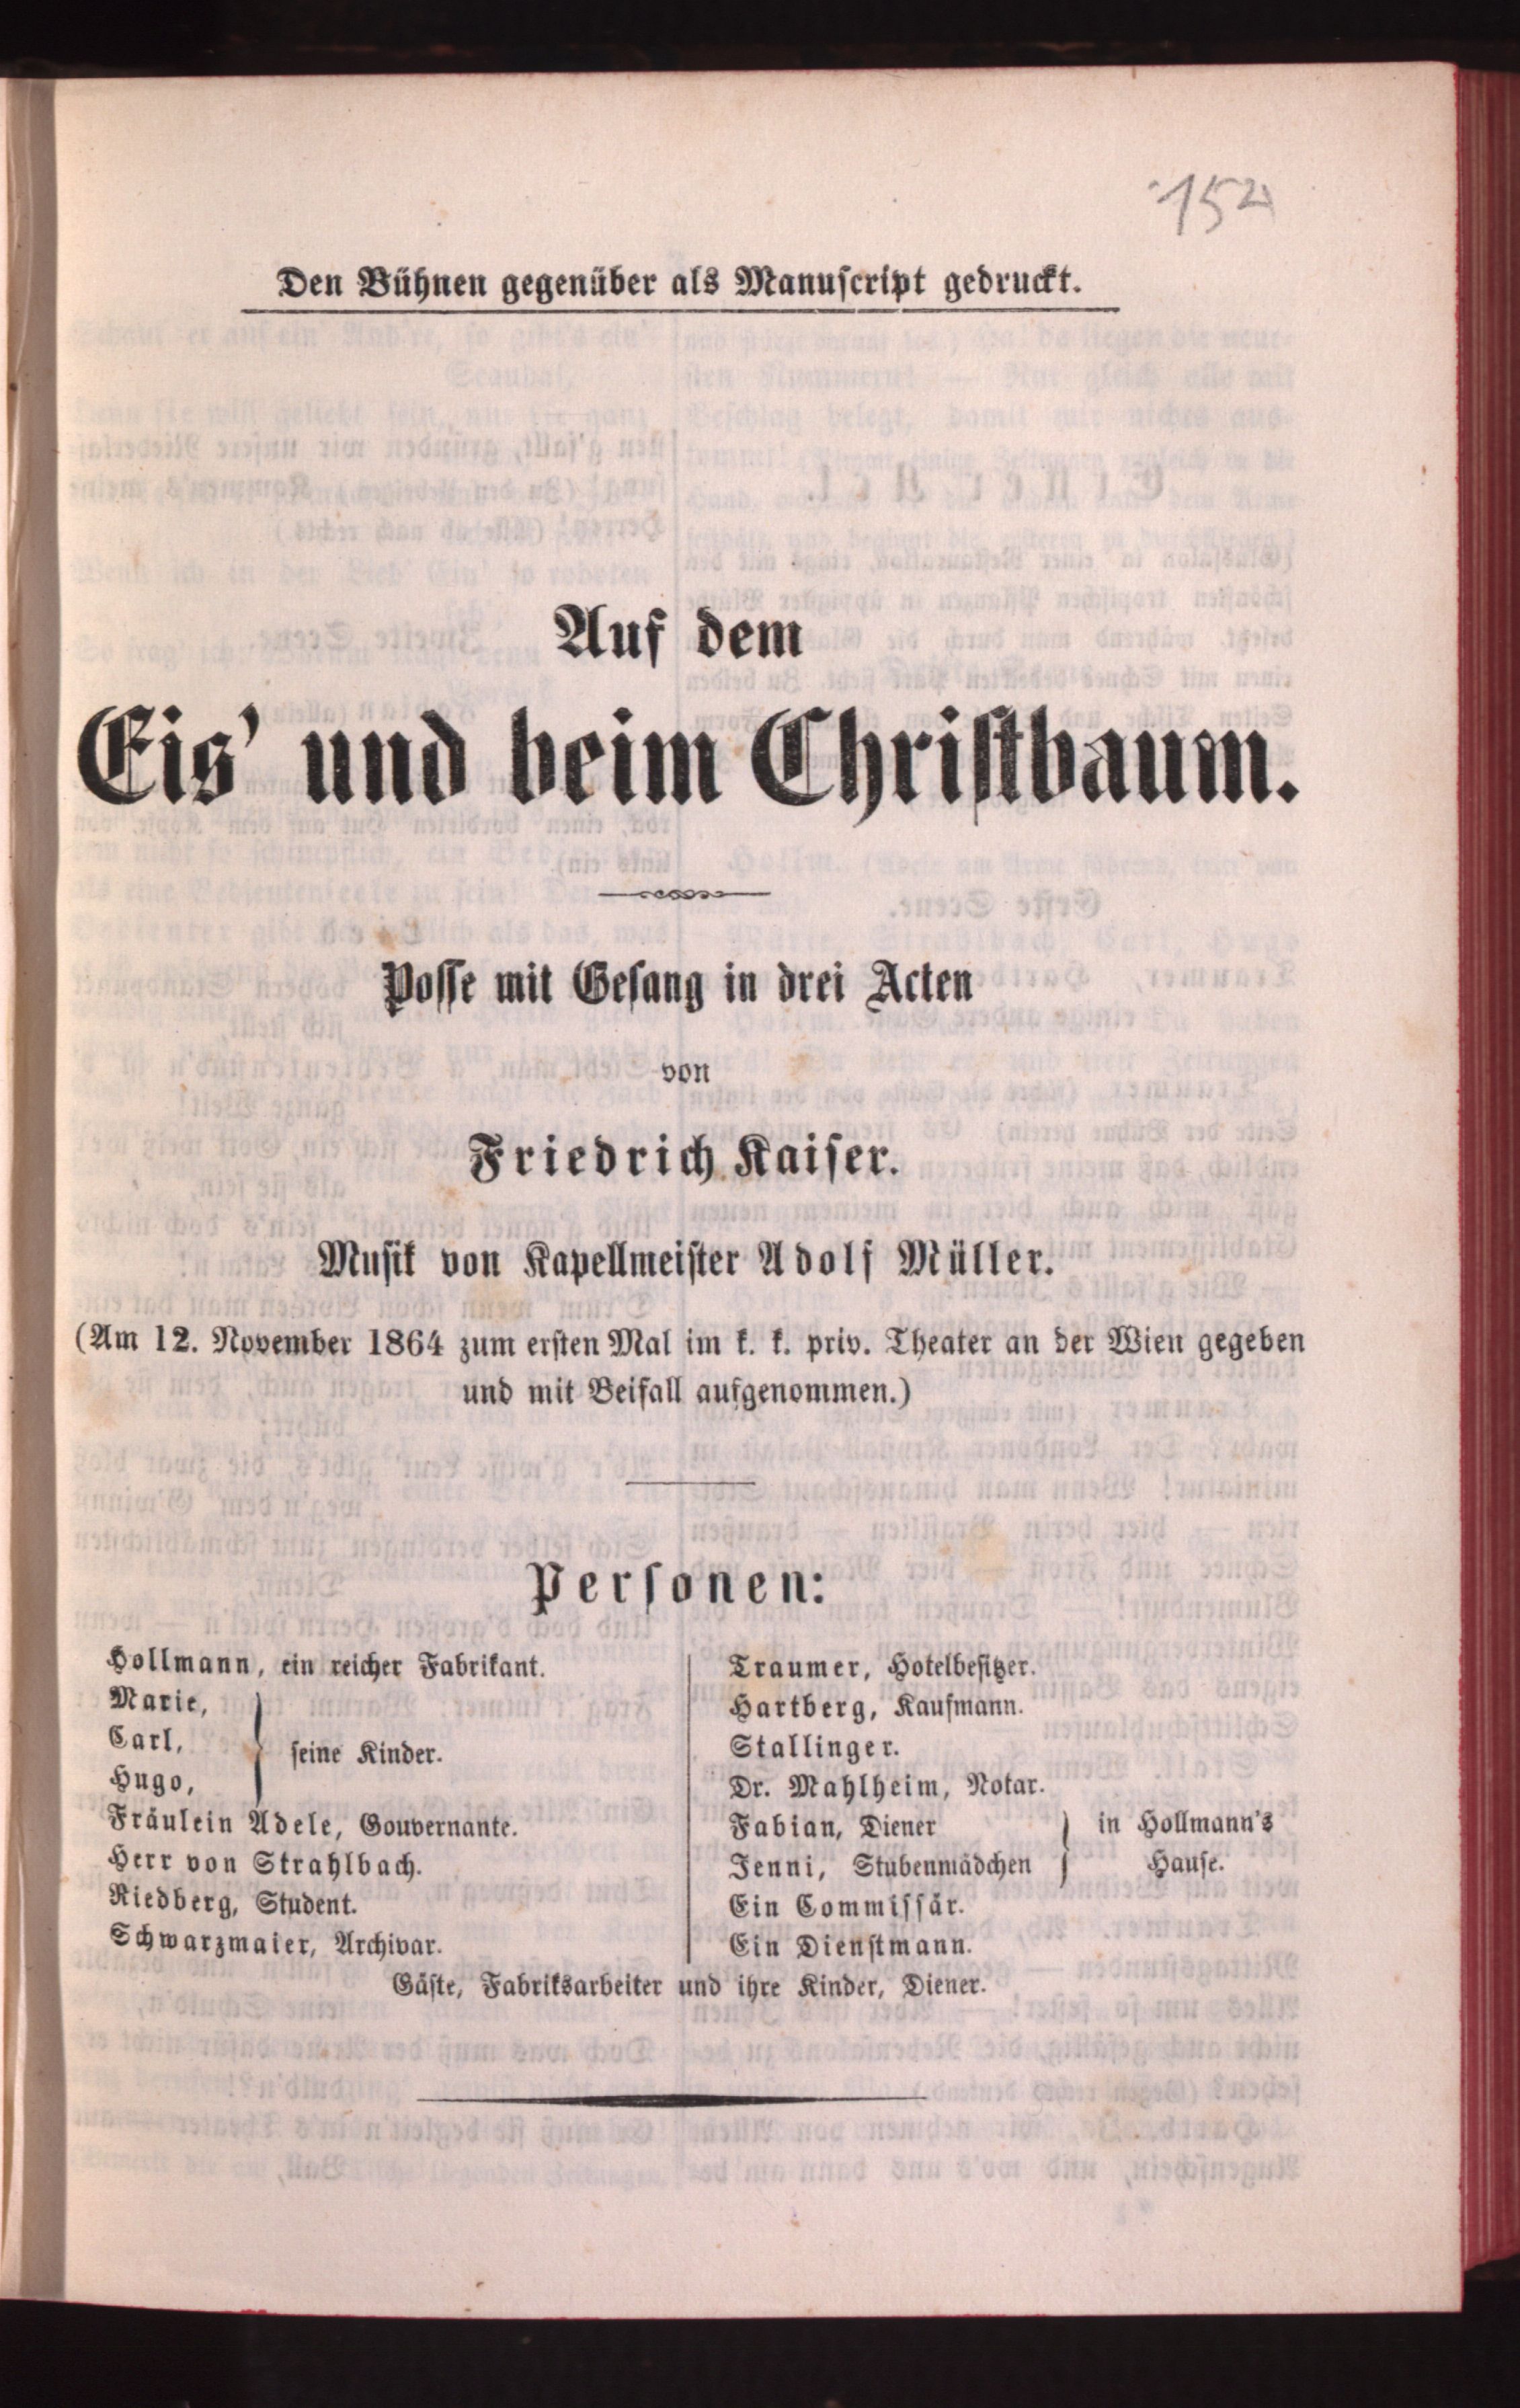 152
Den Bühnen gegenüber als Manuscript gedruckt.
Auf dem
Eis' und beim Christbaum.
Posse mit Gesang in drei Acten
von
Friedrich Kaiser.
Musik von Kapellmeister Adolf Müller.
(Am 12. November 1864 zum ersten Mal im k. k. priv. Theater an der Wien gegeben
und mit Beifall aufgenommen.)
Personen:
Hollmann, ein reicher Fabrikant.
Marie,
Carl,
Hugo,
seine Kinder.
Fräulein Adele, Gouvernante.
Herr von Strahlbach.
Riedberg, Student.
Schwarzmaier, Archivar.
Traumer, Hotelbesitzer.
Hartberg, Kaufmann.
Stallinger.
Dr. Mahlheim, Notar.
Fabian, Diener
Jenni, Stubenmädchen
in Hollmann's
Hause.
Ein Commissär.
Ein Dienstmann.
Gäste, Fabriksarbeiter und ihre Kinder, Diener.